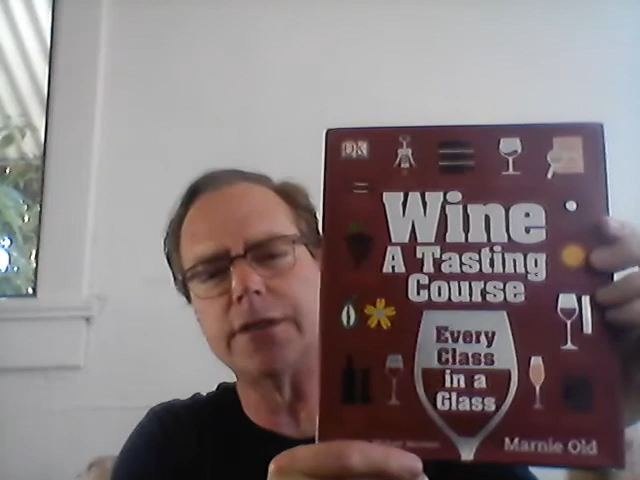 DK
Wine
A Tasting
Course
Every
Class
in a
Glass
Marnie Old